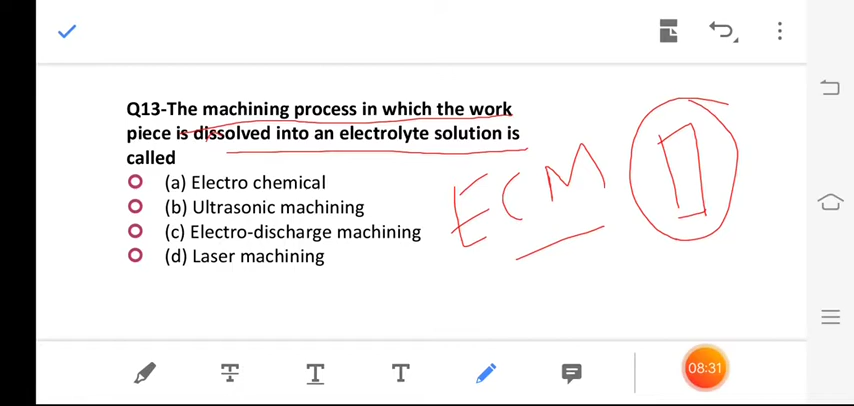 Q13-The machining process in which the work
piece is dissolved into an electrolyte solution is
called
(a) Electro chemical
(b) Ultrasonic machining
(c) Electro-discharge machining
(d) Laser machining
ECM
T T T
08:31